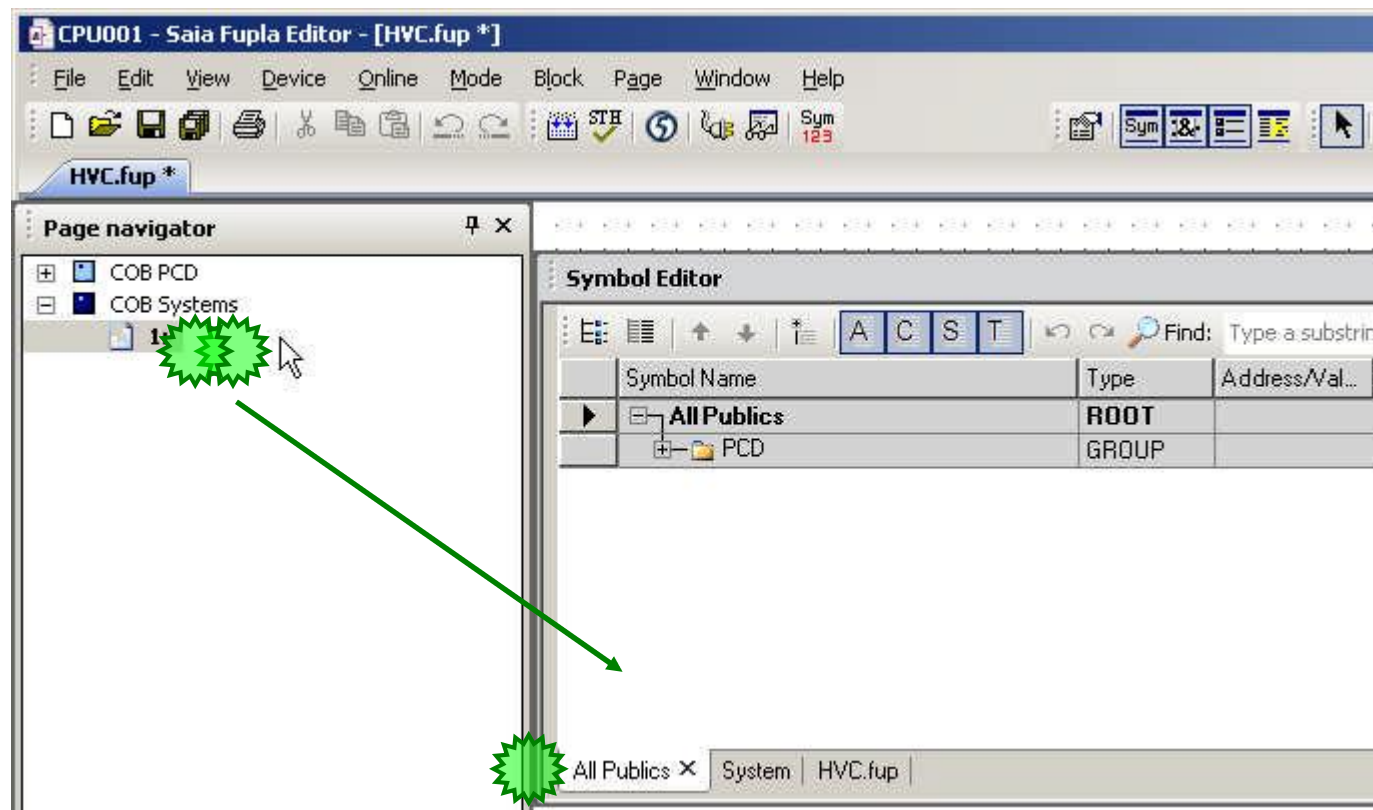 CPU001 - Saia Fupla Editor - [HVC.fup *]
File Edit View Device Online Mode Block Page Window Help
STH Sym 123 Sym
HVC.fup *
Page navigator
COB PCD
COB Systems
1:
Symbol Editor
A C S T Find: Type a substrin
Symbol Name Type Address/Val...
All Publics ROOT
PCD GROUP
All Publics System HVC.fup